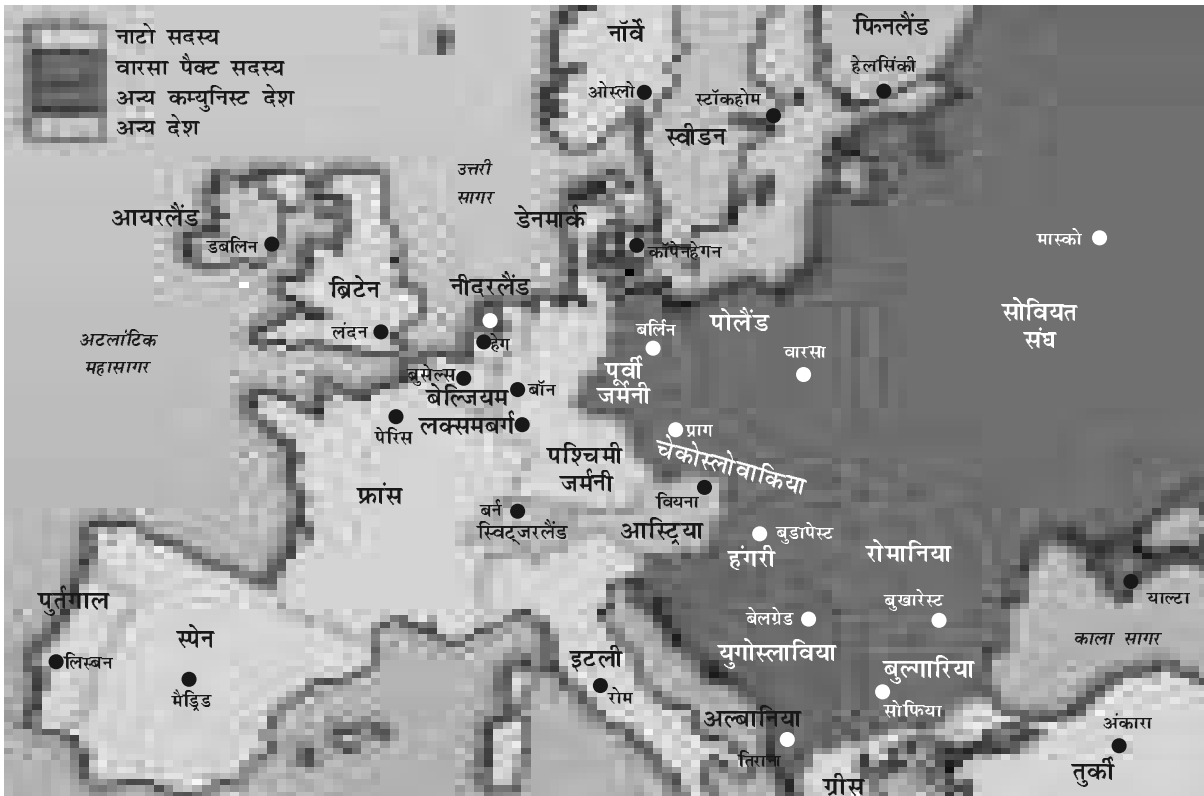 नाटो सदस्य
वारसा पैक्ट सदस्य
अन्य कम्युनिस्ट देश
अन्य देश
नॉर्वे
ओस्लो
स्टॉकहोम
स्वीडन
फिनलैंड
हेलसिंकी
उत्तरी
सागर
आयरलैंड
डबलिन
डेनमार्क
कॉपेनहेगन
मास्को
सोवियत
संघ
ब्रिटेन
लंदन
नीदरलैंड
हेग
अटलांटिक
महासागर
बर्लिन
पूर्वी
जर्मनी
पोलैंड
वारसा
ब्रुसेल्स
बेल्जियम
बॉन
लक्समबर्ग
पेरिस
फ्रांस
पश्चिमी
जर्मनी
प्राग
चेकोस्लोवाकिया
वियना
आस्ट्रिया
बर्न
स्विट्जरलैंड
बुडापेस्ट
हंगरी
रोमानिया
बुखारेस्ट
याल्टा
काला सागर
पुर्तगाल
लिस्बन
स्पेन
मैड्रिड
इटली
रोम
बेलग्रेड
युगोस्लाविया
बुल्गारिया
सोफिया
अल्बानिया
तिराना
ग्रीस
अंकारा
तुर्की